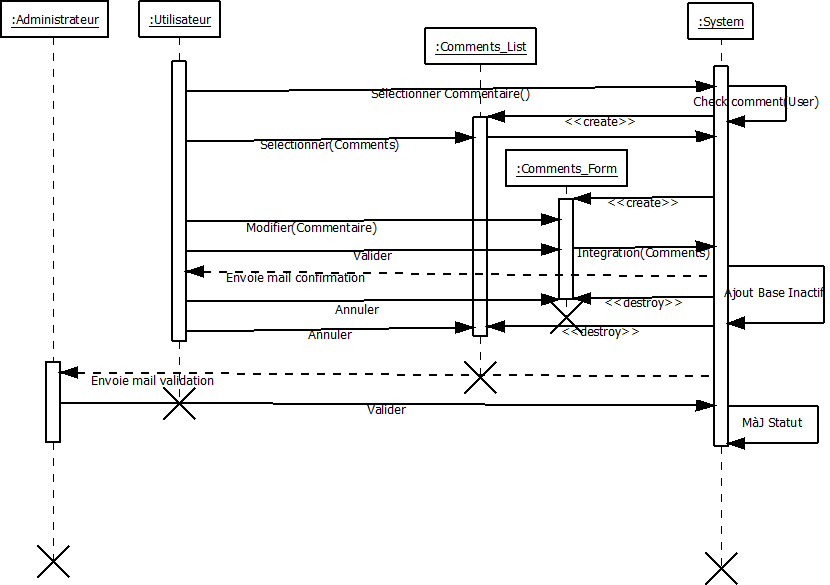 :Administrateur
:Utilisateur
:System
:Comments_List
Sélectionner Commentaire()
Check comment(User)
<<create>>
Selectionner(Comments)
:Comments_Form
<<create>>
Modifier(Commentaire)
Valider
Integration(Comments)
Envoie mail confirmation
Ajout Base Inactif
<<destroy>>
Annuler
<<destroy>>
Annuler
Envoie mail validation
Valider
MàJ Statut